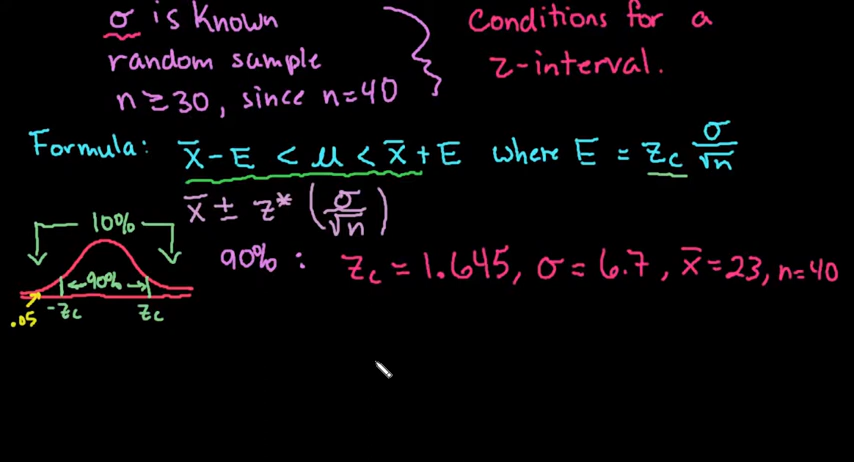 σ is known
random sample
n ≥ 30, since n = 40
Conditions for a
z-interval.
Formula: x̄ - E < μ < x̄ + E where E = zc σ/√n
x̄ ± z* (σ/√n)
10%
90%
.05
-zc
zc
90% : zc = 1.645, σ = 6.7, x̄ = 23, n = 40